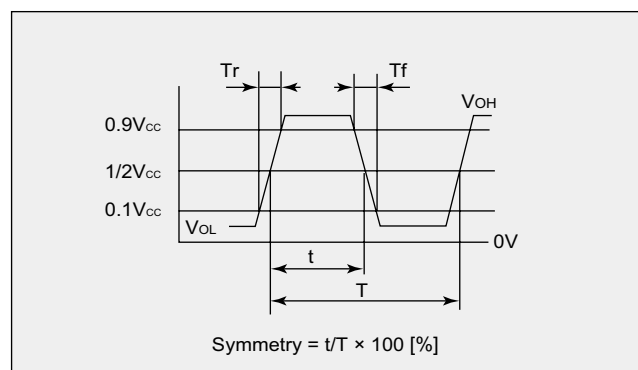 Tr
Tf
VOH
0.9Vcc
1/2Vcc
0.1Vcc
VOL
0V
t
T
Symmetry = t/T × 100 [%]